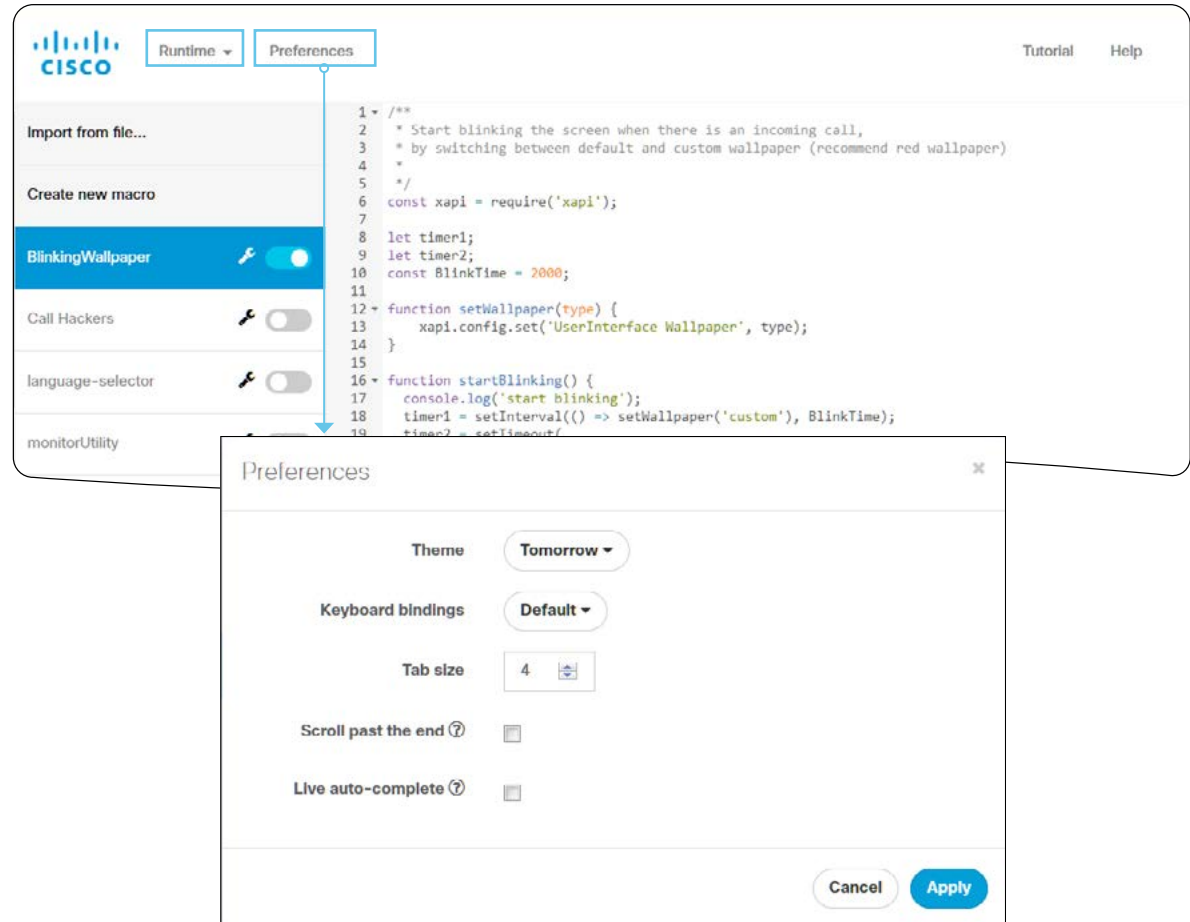 CISCO
Runtime
Preferences
Tutorial
Help
Import from file...
Create new macro
BlinkingWallpaper
Call Hackers
language-selector
monitorUtility
1 /**
2  * Start blinking the screen when there is an incoming call,
3  * by switching between default and custom wallpaper (recommend red wallpaper)
4  *
5  */
6 const xapi = require('xapi');
7
8 let timer1;
9 let timer2;
10 const BlinkTime = 2000;
11
12 function setWallpaper(type) {
13     xapi.config.set('UserInterface Wallpaper', type);
14 }
15
16 function startBlinking() {
17   console.log('start blinking');
18   timer1 = setInterval(() => setWallpaper('custom'), BlinkTime);
19   timer2 = setTimeout(
Preferences
×
Theme
Tomorrow
Keyboard bindings
Default
Tab size
4
Scroll past the end ?
Live auto-complete ?
Cancel
Apply